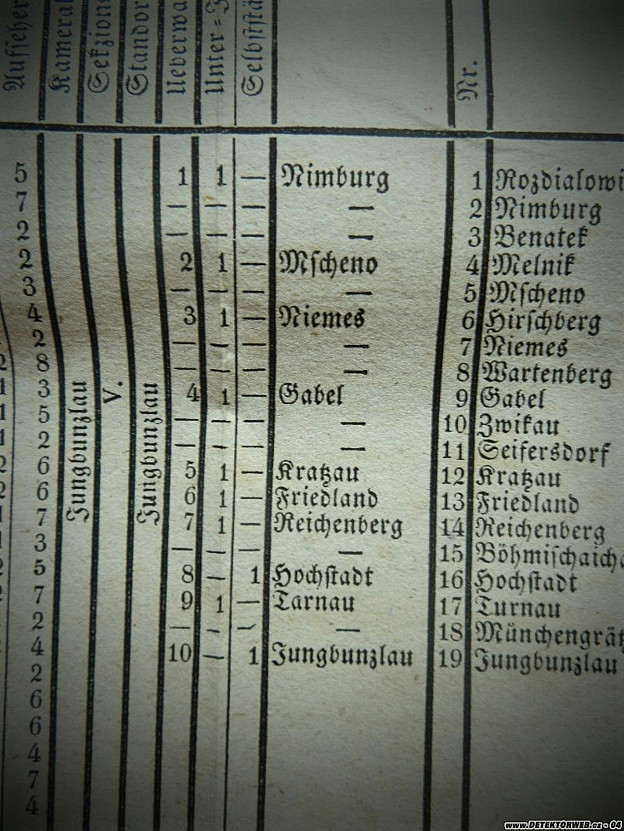 Aufseher
Kameral
Sekzions
Standor
Ueberwa
Unter=
Selbststä
Nr.
5 1 1 — Nimburg 1 Rozdialowi
7 — — — 2 Nimburg
2 — — — 3 Benatek
2 2 1 — Mscheno 4 Melnik
3 — — — 5 Mscheno
4 3 1 — Niemes 6 Hirschberg
2 — — — 7 Niemes
8 — — — 8 Wartenberg
3 Jungbunzlau V. Jungbunzlau 4 1 — Gabel 9 Gabel
5 — — — 10 Zwikau
2 — — — 11 Seifersdorf
6 5 1 — Kratzau 12 Kratzau
6 6 1 — Friedland 13 Friedland
7 7 1 — Reichenberg 14 Reichenberg
3 — — — 15 Böhmischaicha
5 8 — 1 Hochstadt 16 Hochstadt
7 9 1 — Tarnau 17 Turnau
2 — — — 18 Münchengrätz
4 10 — 1 Jungbunzlau 19 Jungbunzlau
2
6
6
4
7
4
www.DETEKTORWEB.cz - 04